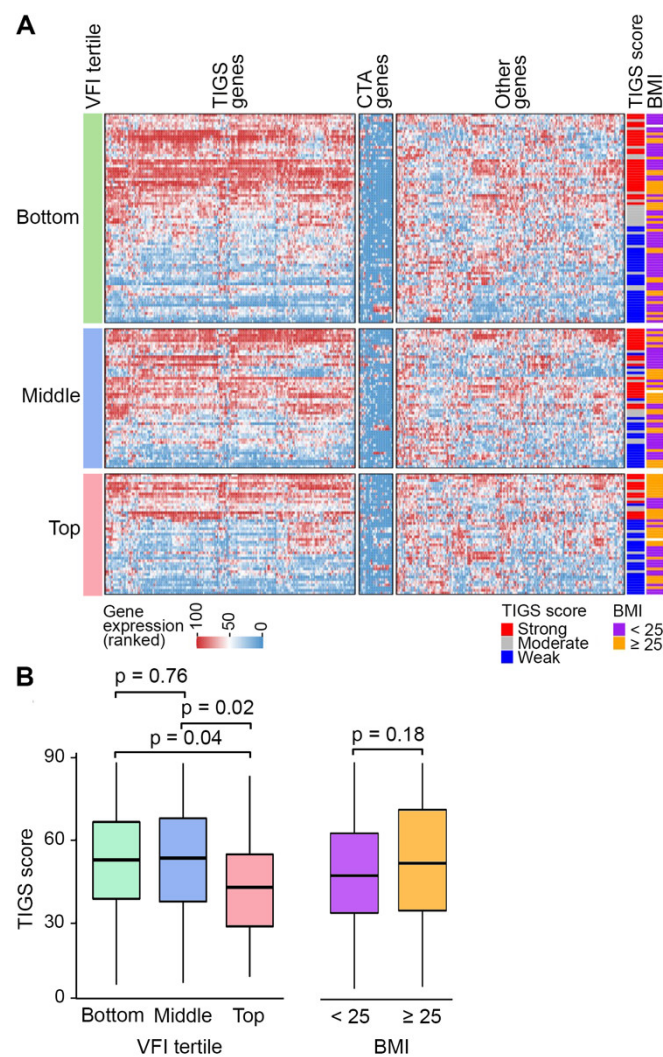 A
VFI tertile
TIGS
genes
CTA
genes
Other
genes
TIGS score
BMI
Bottom
Middle
Top
Gene
expression
(ranked)
100
50
0
TIGS score
Strong
Moderate
Weak
BMI
< 25
≥ 25
B
p = 0.76
p = 0.02
p = 0.04
p = 0.18
90
60
30
0
TIGS score
Bottom Middle Top
< 25 ≥ 25
VFI tertile
BMI